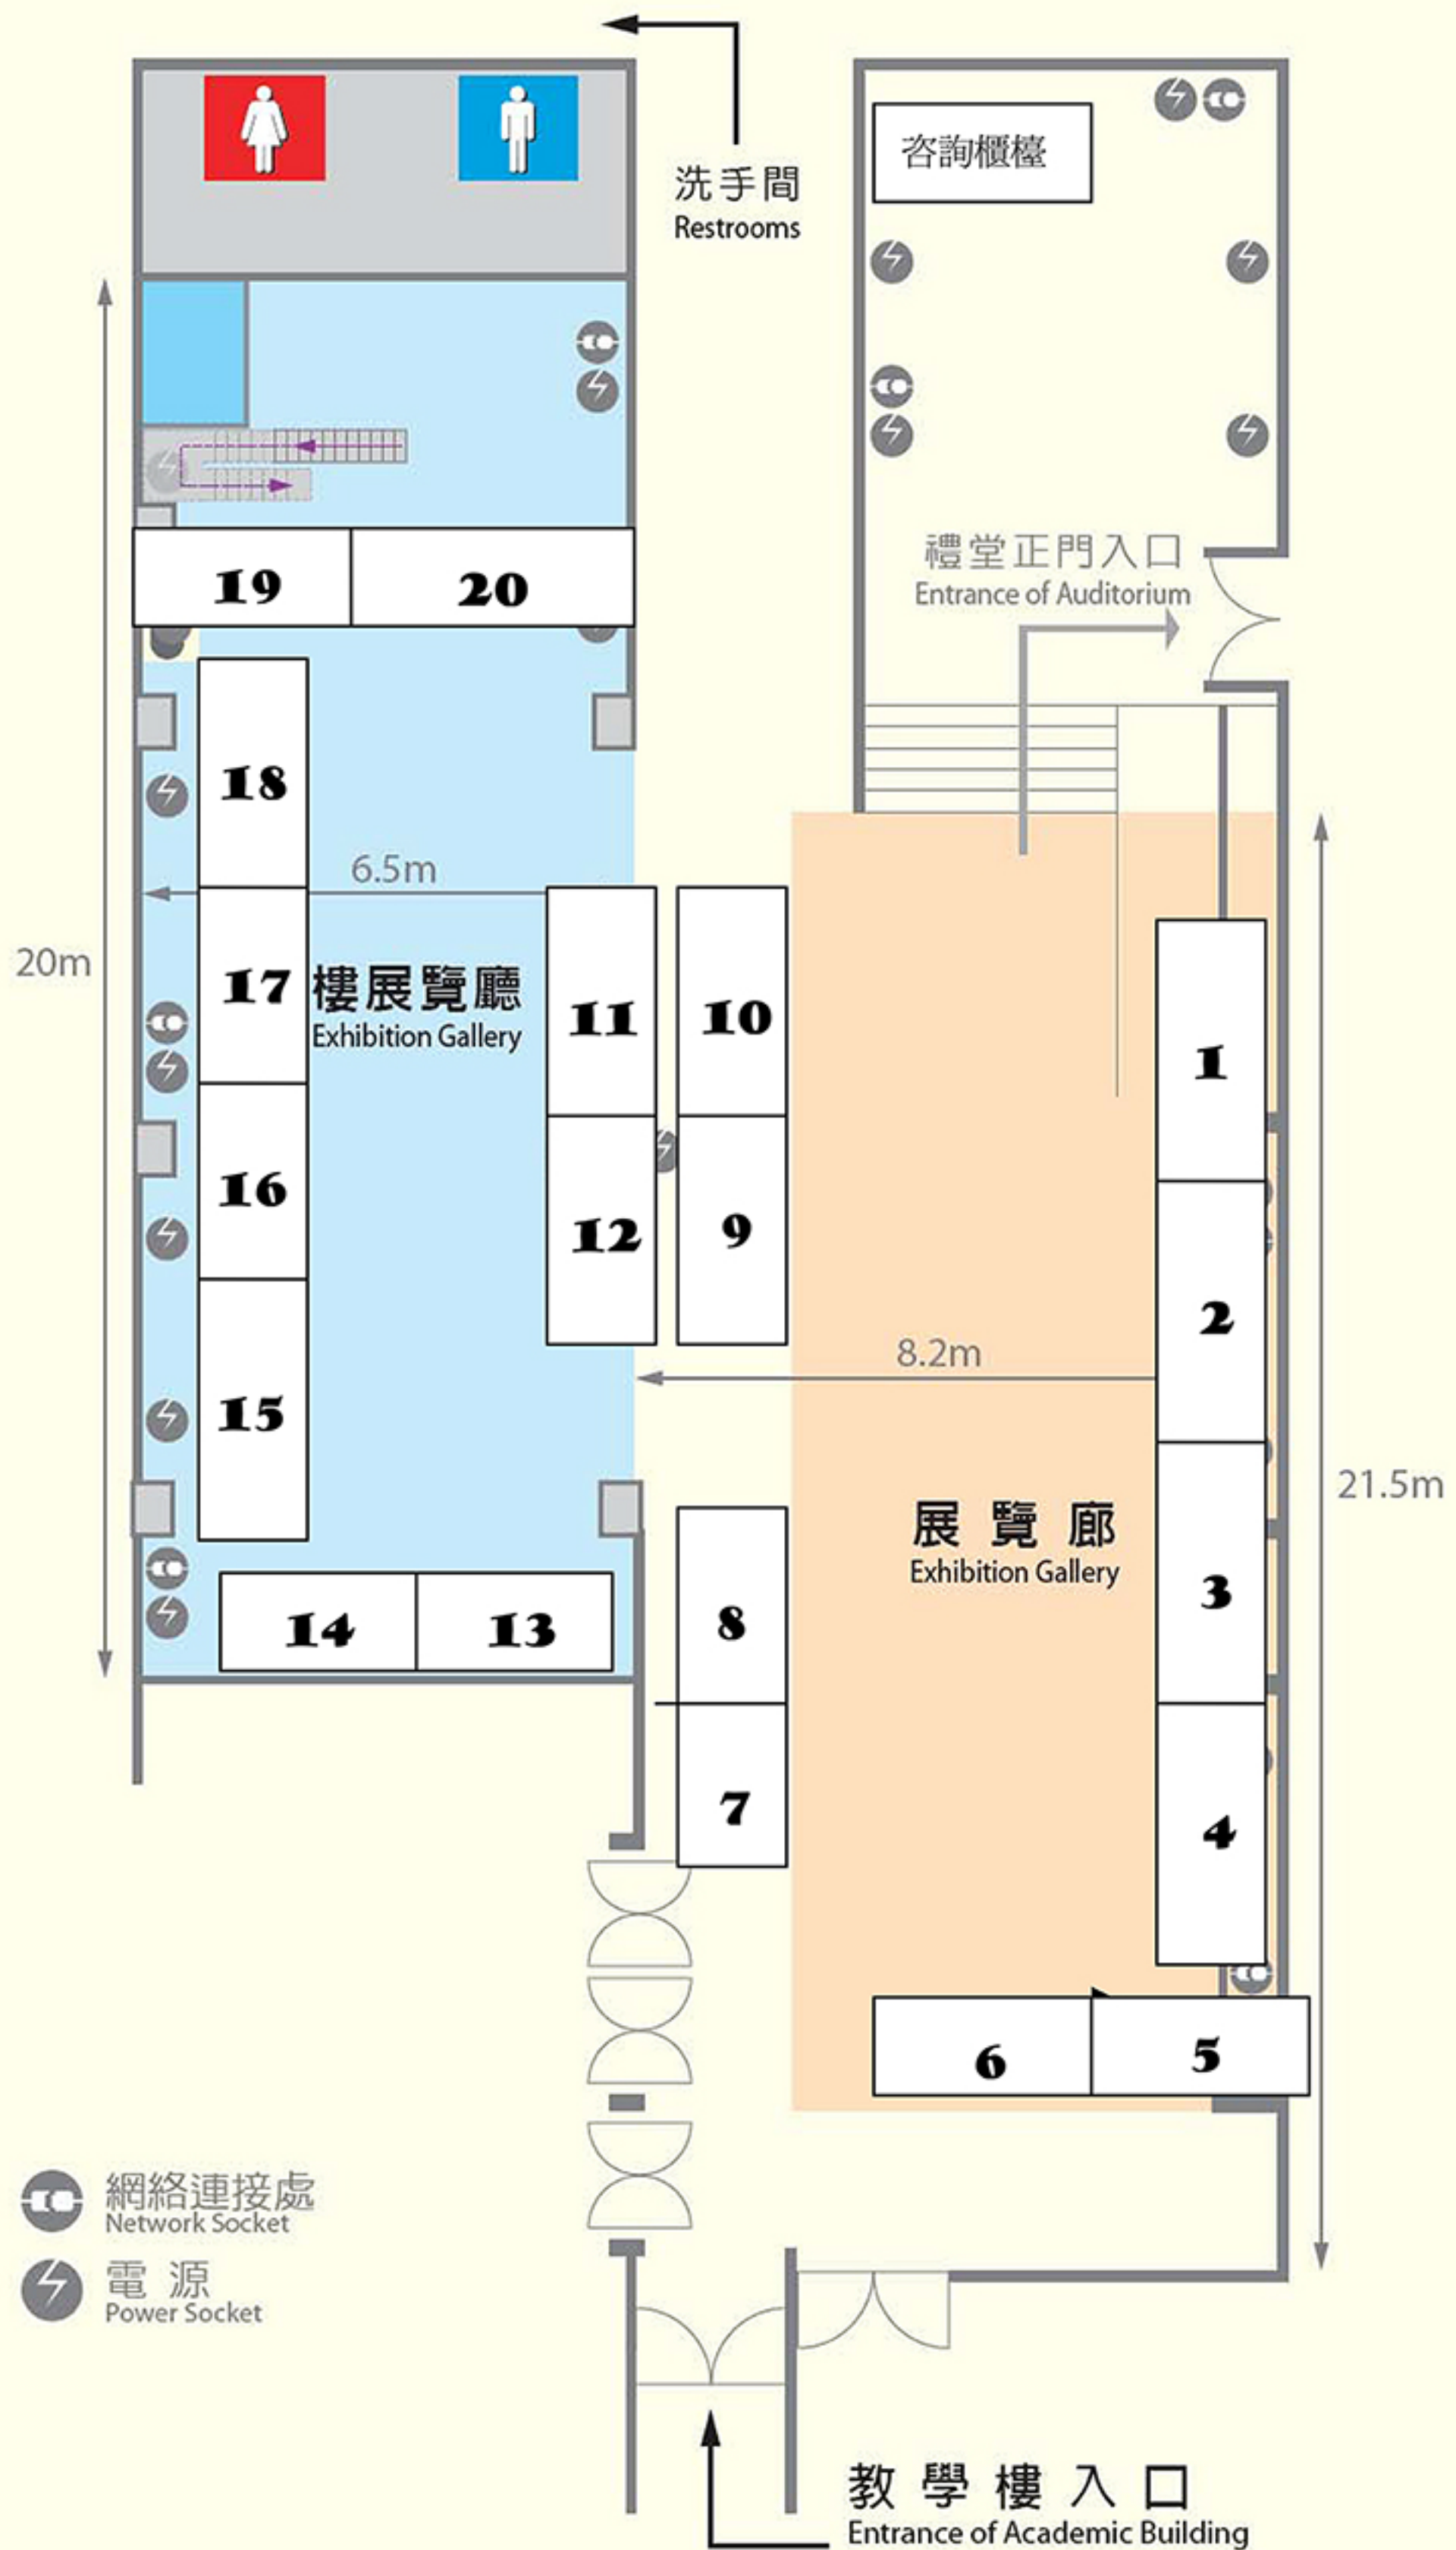 洗手間
Restrooms
咨詢櫃檯
禮堂正門入口
Entrance of Auditorium
19
20
18
6.5m
20m
17
樓展覽廳
Exhibition Gallery
11
10
1
16
12
9
2
8.2m
15
21.5m
展覽廊
Exhibition Gallery
3
14
13
8
7
4
6
5
網絡連接處
Network Socket
電源
Power Socket
教學樓入口
Entrance of Academic Building